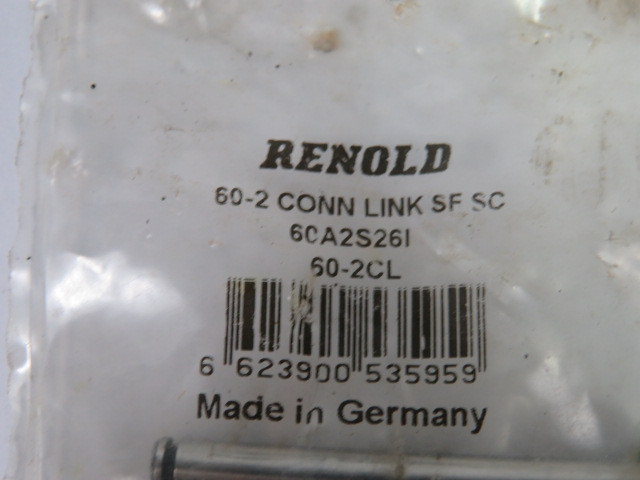 RENOLD
60-2 CONN LINK SF SC
60A2S26I
60-2CL
6 623900 535959
Made in Germany